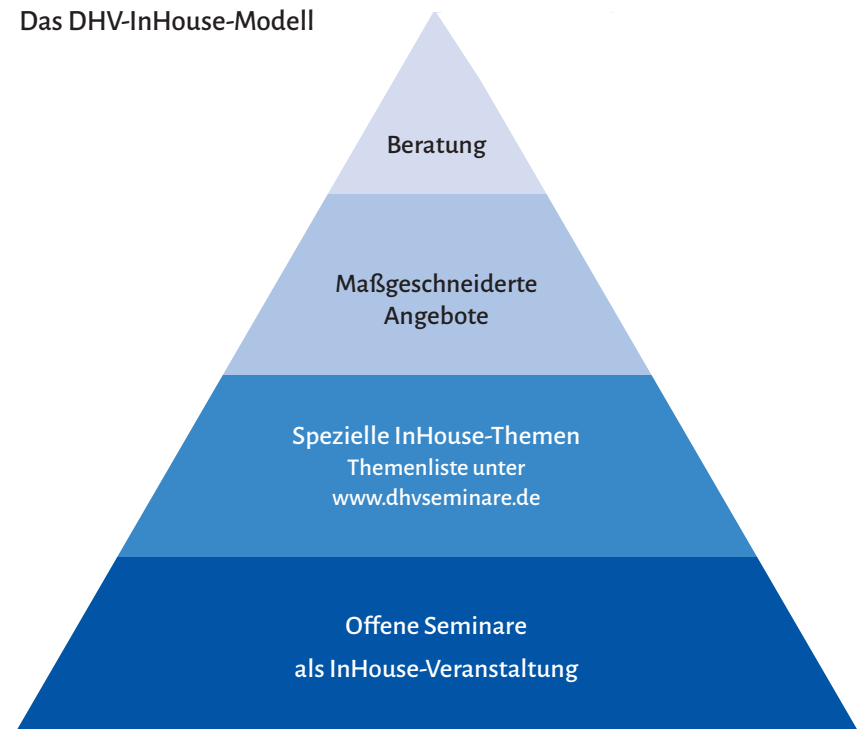 Das DHV-InHouse-Modell
Beratung
Maßgeschneiderte
Angebote
Spezielle InHouse-Themen
Themenliste unter
www.dhvseminare.de
Offene Seminare
als InHouse-Veranstaltung